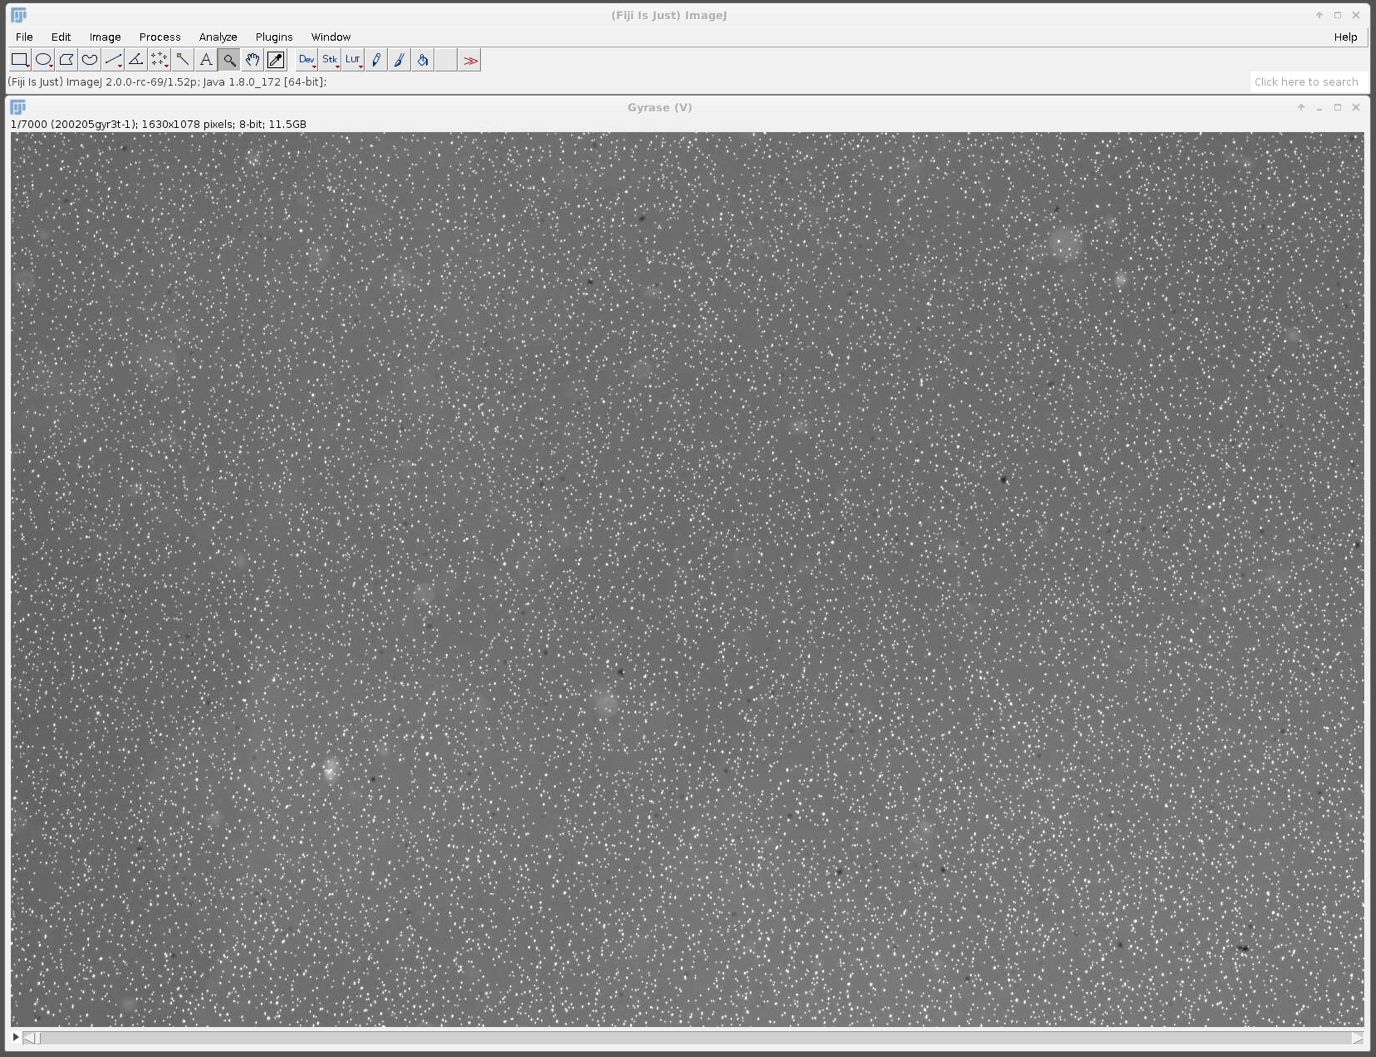 (Fiji Is Just) ImageJ
File Edit Image Process Analyze Plugins Window Help
Dev Stk Lut
(Fiji Is Just) ImageJ 2.0.0-rc-69/1.52p; Java 1.8.0_172 [64-bit]; Click here to search
Gyrase (V)
1/7000 (200205gyr3t-1); 1630x1078 pixels; 8-bit; 11.5GB